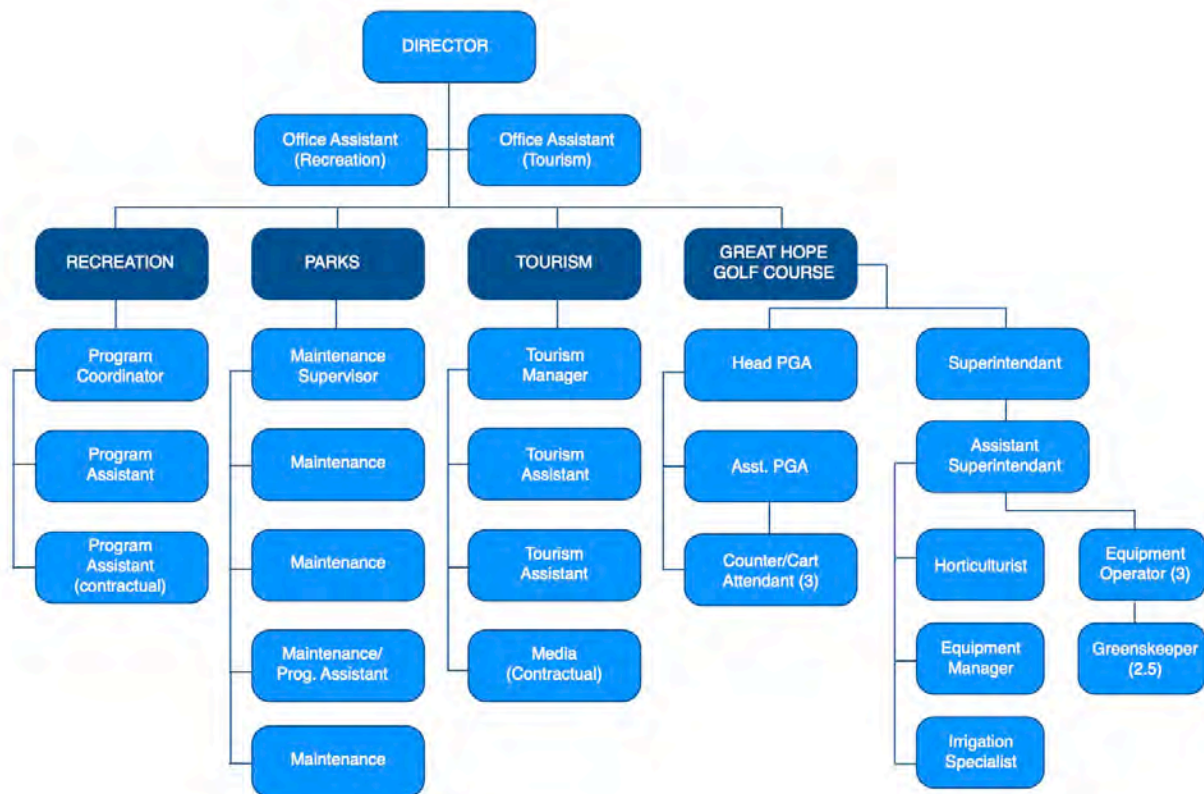 DIRECTOR
Office Assistant
(Recreation)
Office Assistant
(Tourism)
RECREATION
PARKS
TOURISM
GREAT HOPE
GOLF COURSE
Program
Coordinator
Program
Assistant
Program
Assistant
(contractual)
Maintenance
Supervisor
Maintenance
Maintenance
Maintenance/
Prog. Assistant
Maintenance
Tourism
Manager
Tourism
Assistant
Tourism
Assistant
Media
(Contractual)
Head PGA
Asst. PGA
Counter/Cart
Attendant (3)
Superintendant
Assistant
Superintendant
Horticulturist
Equipment
Manager
Irrigation
Specialist
Equipment
Operator (3)
Greenskeeper
(2.5)